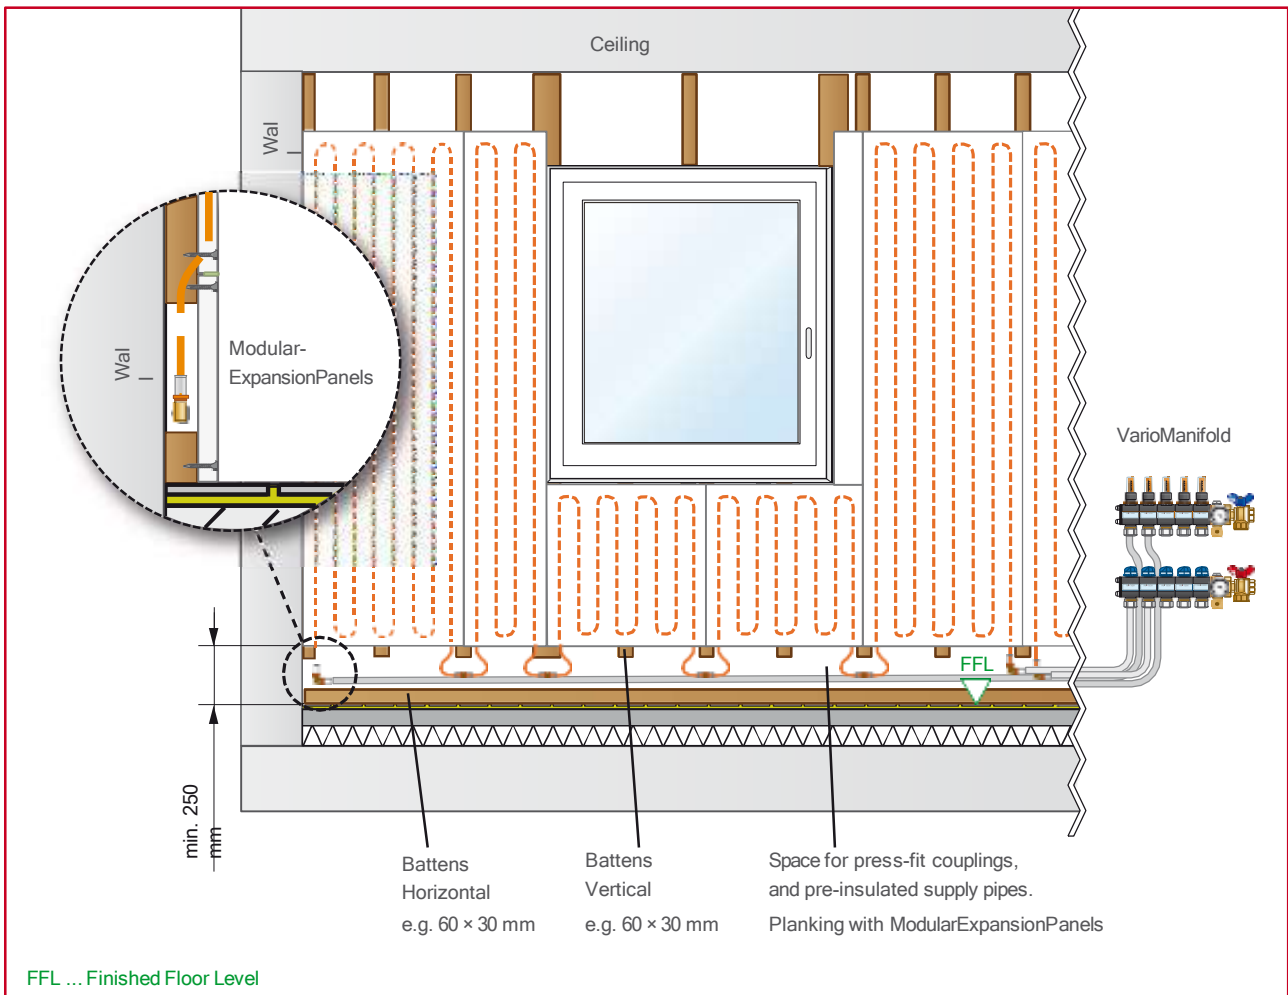 Ceiling
Wal
l
Wal
l
Modular-
ExpansionPanels
VarioManifold
FFL
min. 250
mm
Battens
Horizontal
e.g. 60 × 30 mm
Battens
Vertical
e.g. 60 × 30 mm
Space for press-fit couplings,
and pre-insulated supply pipes.
Planking with ModularExpansionPanels
FFL ... Finished Floor Level